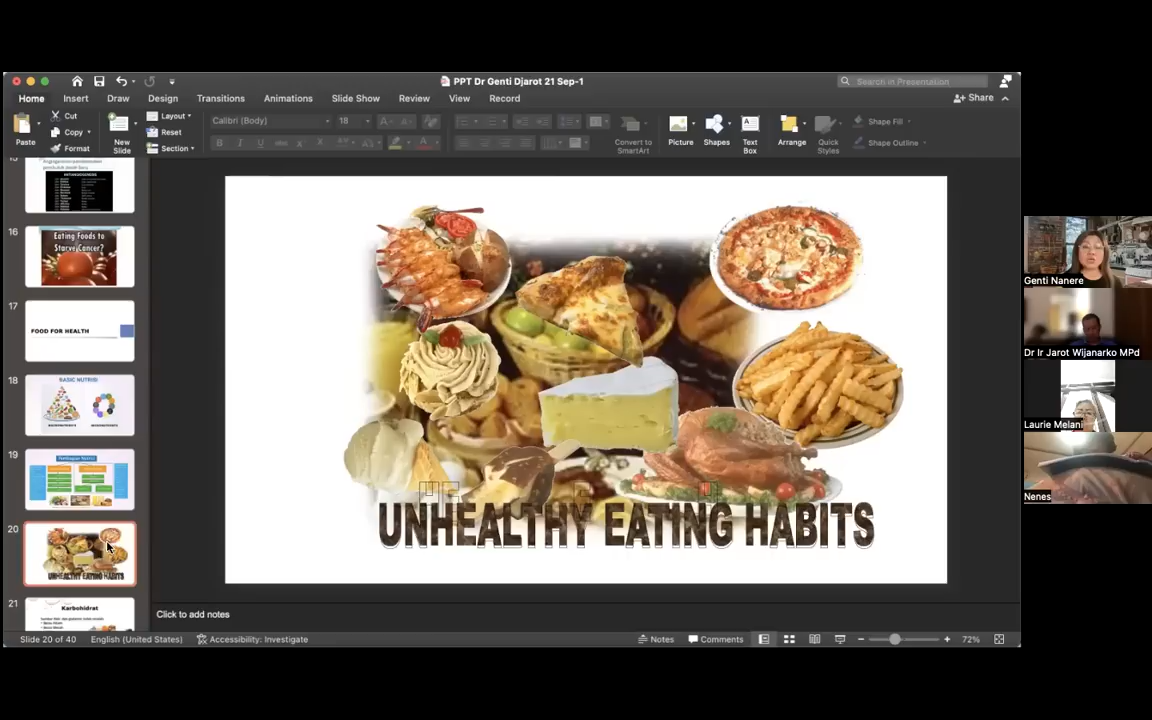 PPT Dr Genti Djarot 21 Sep-1
Search in Presentation
Home Insert Draw Design Transitions Animations Slide Show Review View Record
Share
Paste
Cut
Copy
Format
New Slide
Layout
Reset
Section
Calibri (Body) 18
Convert to SmartArt
Picture
Shapes
Text Box
Arrange
Quick Styles
Shape Fill
Shape Outline
16
Eating Foods to
Starve Cancer?
17
FOOD FOR HEALTH
18
19
20
UNHEALTHY EATING HABITS
21
Karbohidrat
UNHEALTHY EATING HABITS
Click to add notes
Slide 20 of 40 English (United States) Accessibility: Investigate
Notes Comments 72%
Genti Nanere
Dr Ir Jarot Wijanarko MPd
Laurie Melani
Nenes